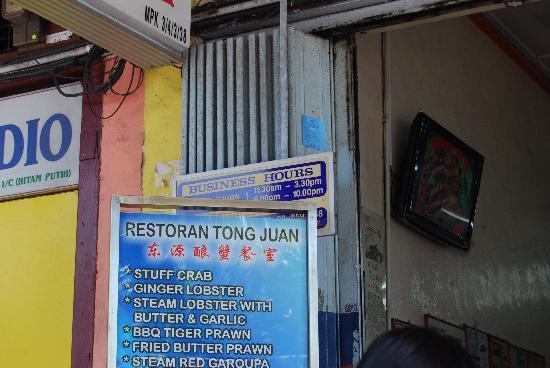 MPK 3/4/3/38
DIO
I/C (HITAM PUTIH)
BUSINESS HOURS
11.30am - 3.30pm
6.00pm - 10.00pm
RESTORAN TONG JUAN
东源酿蟹餐室
* STUFF CRAB
* GINGER LOBSTER
* STEAM LOBSTER WITH
BUTTER & GARLIC
* BBQ TIGER PRAWN
* FRIED BUTTER PRAWN
* STEAM RED GAROUPA